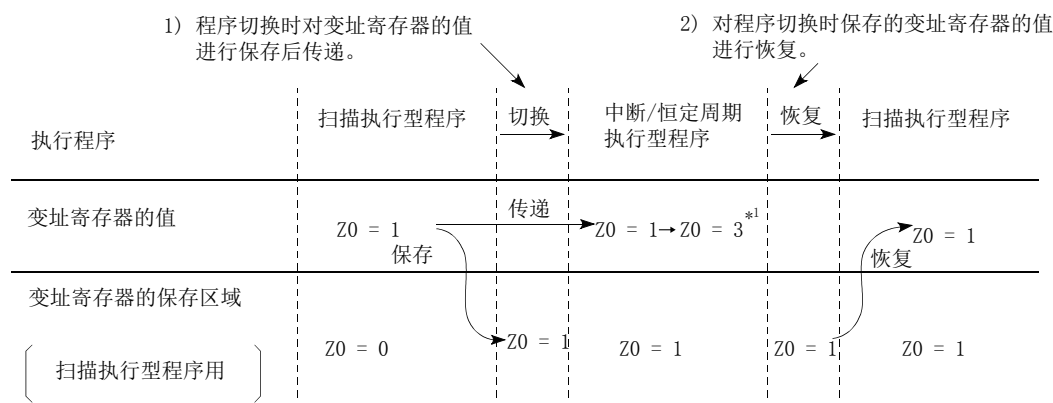 1) 程序切换时对变址寄存器的值
进行保存后传递。
2) 对程序切换时保存的变址寄存器的值
进行恢复。
执行程序
扫描执行型程序
切换
中断/恒定周期
执行型程序
恢复
扫描执行型程序
变址寄存器的值
Z0 = 1
传递
Z0 = 1→Z0 = 3*1
Z0 = 1
保存
恢复
变址寄存器的保存区域
扫描执行型程序用
Z0 = 0
Z0 = 1
Z0 = 1
Z0 = 1
Z0 = 1